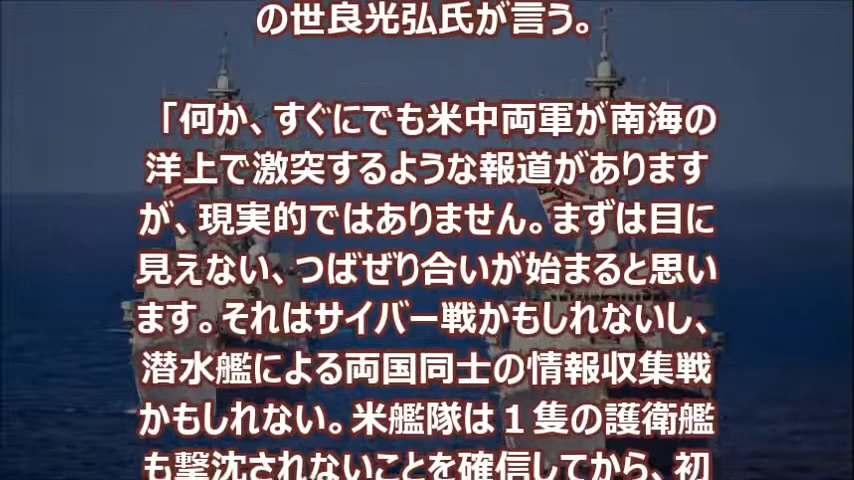 の世良光弘氏が言う。
「何か、すぐにでも米中両軍が南海の
洋上で激突するような報道があります
が、現実的ではありません。まずは目に
見えない、つばぜり合いが始まると思い
ます。それはサイバー戦かもしれないし、
潜水艦による両国同士の情報収集戦
かもしれない。米艦隊は１隻の護衛艦
も撃沈されないことを確信してから、初